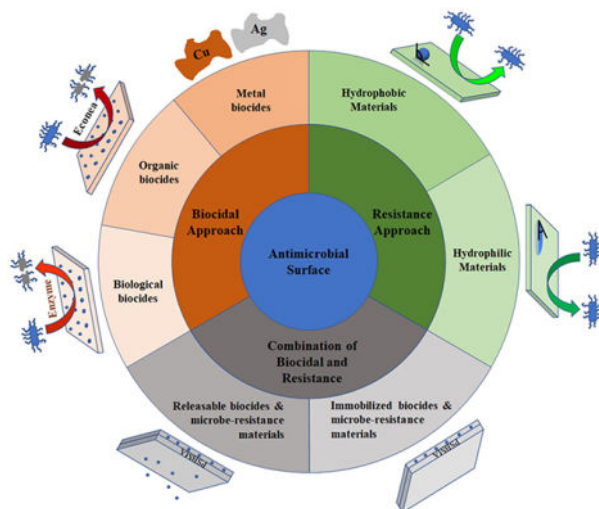 Cu
Ag
Metal
biocides
Hydrophobic
Materials
Econea
Organic
biocides
Biocidal
Approach
Resistance
Approach
Antimicrobial
Surface
Hydrophilic
Materials
Biological
biocides
Enzyme
Combination of
Biocidal and
Resistance
Releasable biocides &
microbe-resistance
materials
Immobilized biocides &
microbe-resistance
materials